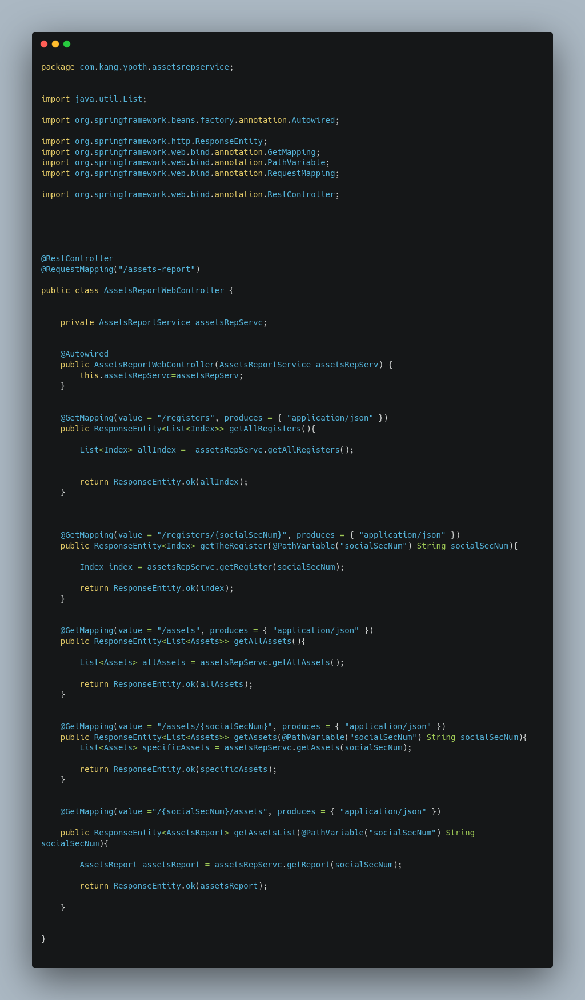 package com.kang.ypoth.assetsrepservice;
import java.util.List;
import org.springframework.beans.factory.annotation.Autowired;
import org.springframework.http.ResponseEntity;
import org.springframework.web.bind.annotation.GetMapping;
import org.springframework.web.bind.annotation.PathVariable;
import org.springframework.web.bind.annotation.RequestMapping;
import org.springframework.web.bind.annotation.RestController;
@RestController
@RequestMapping("/assets-report")
public class AssetsReportWebController {
    private AssetsReportService assetsRepServc;
    @Autowired
    public AssetsReportWebController(AssetsReportService assetsRepServ) {
        this.assetsRepServc=assetsRepServ;
    }
    @GetMapping(value = "/registers", produces = { "application/json" })
    public ResponseEntity<List<Index>> getAllRegisters(){
        List<Index> allIndex =  assetsRepServc.getAllRegisters();
        return ResponseEntity.ok(allIndex);
    }
    @GetMapping(value = "/registers/{socialSecNum}", produces = { "application/json" })
    public ResponseEntity<Index> getTheRegister(@PathVariable("socialSecNum") String socialSecNum){
        Index index = assetsRepServc.getRegister(socialSecNum);
        return ResponseEntity.ok(index);
    }
    @GetMapping(value = "/assets", produces = { "application/json" })
    public ResponseEntity<List<Assets>> getAllAssets(){
        List<Assets> allAssets = assetsRepServc.getAllAssets();
        return ResponseEntity.ok(allAssets);
    }
    @GetMapping(value = "/assets/{socialSecNum}", produces = { "application/json" })
    public ResponseEntity<List<Assets>> getAssets(@PathVariable("socialSecNum") String socialSecNum){
        List<Assets> specificAssets = assetsRepServc.getAssets(socialSecNum);
        return ResponseEntity.ok(specificAssets);
    }
    @GetMapping(value ="/{socialSecNum}/assets", produces = { "application/json" })
    public ResponseEntity<AssetsReport> getAssetsList(@PathVariable("socialSecNum") String
socialSecNum){
        AssetsReport assetsReport = assetsRepServc.getReport(socialSecNum);
        return ResponseEntity.ok(assetsReport);
    }
}